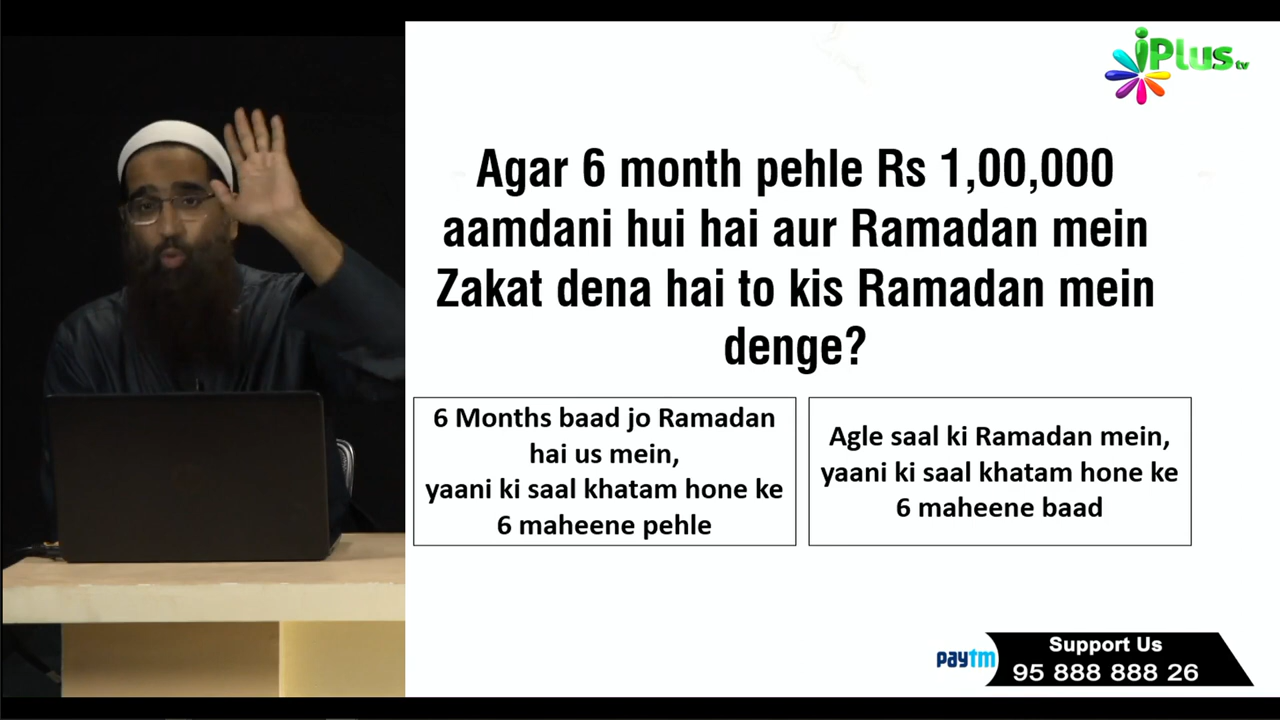 iPlus tv
Agar 6 month pehle Rs 1,00,000
aamdani hui hai aur Ramadan mein
Zakat dena hai to kis Ramadan mein
denge?
6 Months baad jo Ramadan
hai us mein,
yaani ki saal khatam hone ke
6 maheene pehle
Agle saal ki Ramadan mein,
yaani ki saal khatam hone ke
6 maheene baad
paytm
Support Us
95 888 888 26